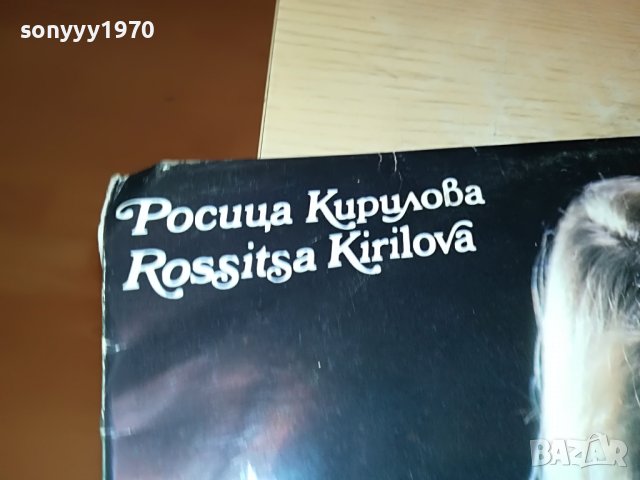 sonyyy1970
Росица Кирилова
Rossitsa Kirilova
BAZAR